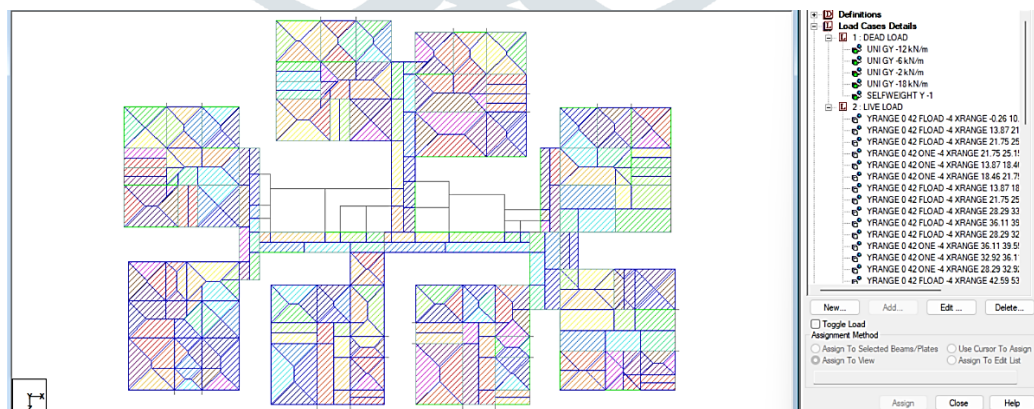 Definitions
Load Cases Details
1 : DEAD LOAD
UNI GY -12 kN/m
UNI GY -6 kN/m
UNI GY -2 kN/m
UNI GY -18 kN/m
SELFWEIGHT Y -1
2 : LIVE LOAD
YRANGE 0 42 FLOAD -4 XRANGE -0.26 10.
YRANGE 0 42 FLOAD -4 XRANGE 13.87 21
YRANGE 0 42 FLOAD -4 XRANGE 21.75 25
YRANGE 0 42 ONE -4 XRANGE 21.75 25.1
YRANGE 0 42 ONE -4 XRANGE 13.87 18.4
YRANGE 0 42 ONE -4 XRANGE 18.46 21.7
YRANGE 0 42 FLOAD -4 XRANGE 13.87 18
YRANGE 0 42 FLOAD -4 XRANGE 21.75 25
YRANGE 0 42 FLOAD -4 XRANGE 28.29 33
YRANGE 0 42 FLOAD -4 XRANGE 36.11 39
YRANGE 0 42 FLOAD -4 XRANGE 28.29 32
YRANGE 0 42 ONE -4 XRANGE 36.11 39.5
YRANGE 0 42 ONE -4 XRANGE 32.92 36.1
YRANGE 0 42 ONE -4 XRANGE 28.29 32.9
YRANGE 0 42 FLOAD -4 XRANGE 42.59 53
New... Add... Edit ... Delete...
Toggle Load
Assignment Method
Assign To Selected Beams/Plates Use Cursor To Assign
Assign To View Assign To Edit List
Assign Close Help
Y X
Z